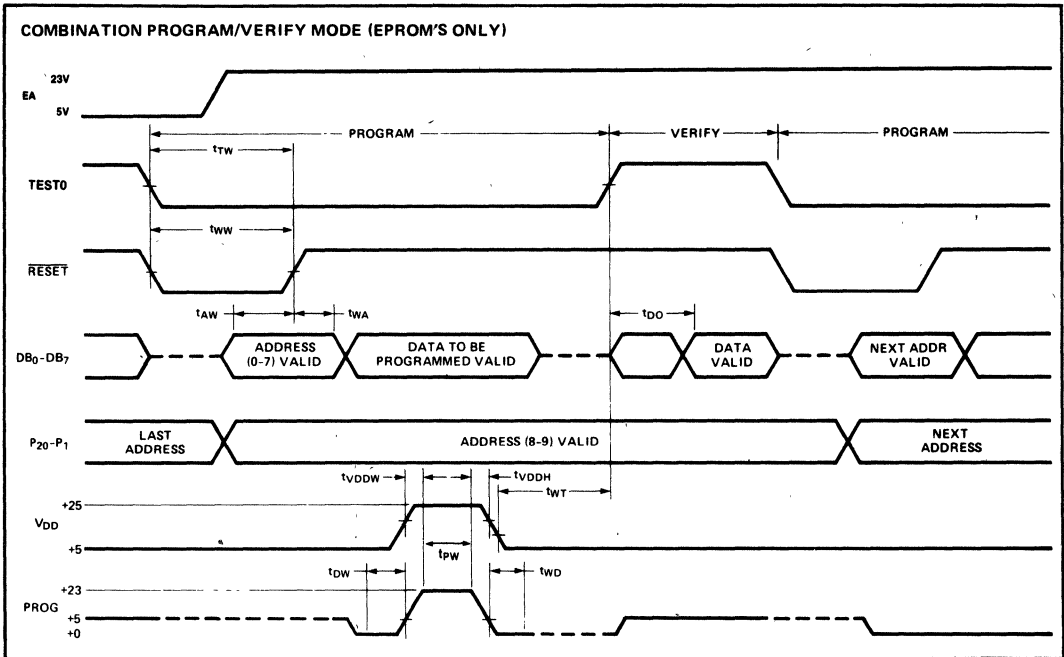 COMBINATION PROGRAM/VERIFY MODE (EPROM'S ONLY)
23V
EA
5V
PROGRAM
VERIFY
PROGRAM
tTW
TEST0
tWW
RESET
tAW
tWA
tDO
DB0-DB7
ADDRESS
(0-7) VALID
DATA TO BE
PROGRAMMED VALID
DATA
VALID
NEXT ADDR
VALID
P20-P1
LAST
ADDRESS
ADDRESS (8-9) VALID
NEXT
ADDRESS
tVDDW
tVDDH
tWT
+25
VDD
+5
tPW
tDW
tWD
+23
PROG
+5
+0